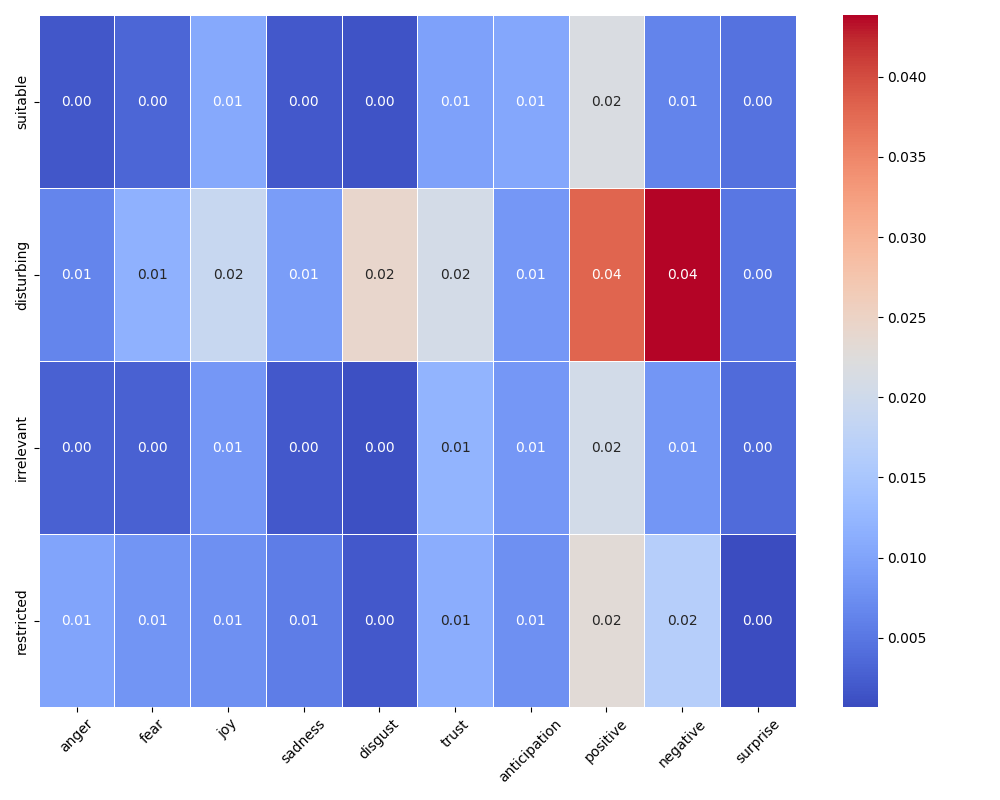 suitable 0.00 0.00 0.01 0.00 0.00 0.01 0.01 0.02 0.01 0.00
disturbing 0.01 0.01 0.02 0.01 0.02 0.02 0.01 0.04 0.04 0.00
irrelevant 0.00 0.00 0.01 0.00 0.00 0.01 0.01 0.02 0.01 0.00
restricted 0.01 0.01 0.01 0.01 0.00 0.01 0.01 0.02 0.02 0.00
anger fear joy sadness disgust trust anticipation positive negative surprise
0.040
0.035
0.030
0.025
0.020
0.015
0.010
0.005